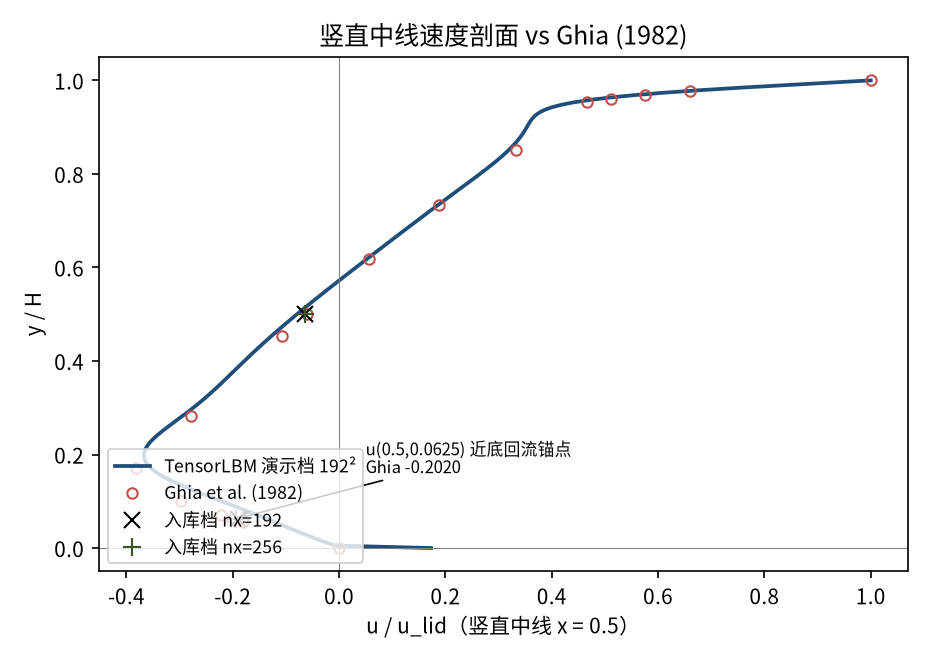 竖直中线速度剖面 vs Ghia (1982)
y / H
1.0
0.8
0.6
0.4
0.2
0.0
u(0.5,0.0625) 近底回流锚点
Ghia -0.2020
TensorLBM 演示档 192²
Ghia et al. (1982)
入库档 nx=192
入库档 nx=256
-0.4
-0.2
0.0
0.2
0.4
0.6
0.8
1.0
u / u_lid（竖直中线 x = 0.5）